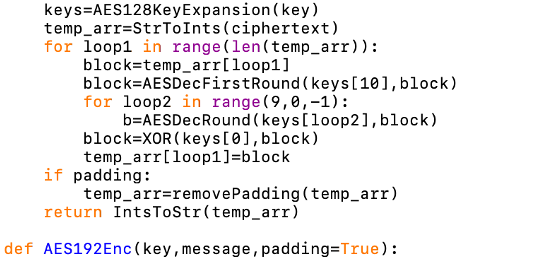 keys=AES128KeyExpansion(key)
temp_arr=StrToInts(ciphertext)
for loop1 in range(len(temp_arr)):
block=temp_arr[loop1]
block=AESDecFirstRound(keys[10],block)
for loop2 in range(9,0,-1):
b=AESDecRound(keys[loop2],block)
block=XOR(keys[0],block)
temp_arr[loop1]=block
if padding:
temp_arr=removePadding(temp_arr)
return IntsToStr(temp_arr)
def AES192Enc(key,message,padding=True):